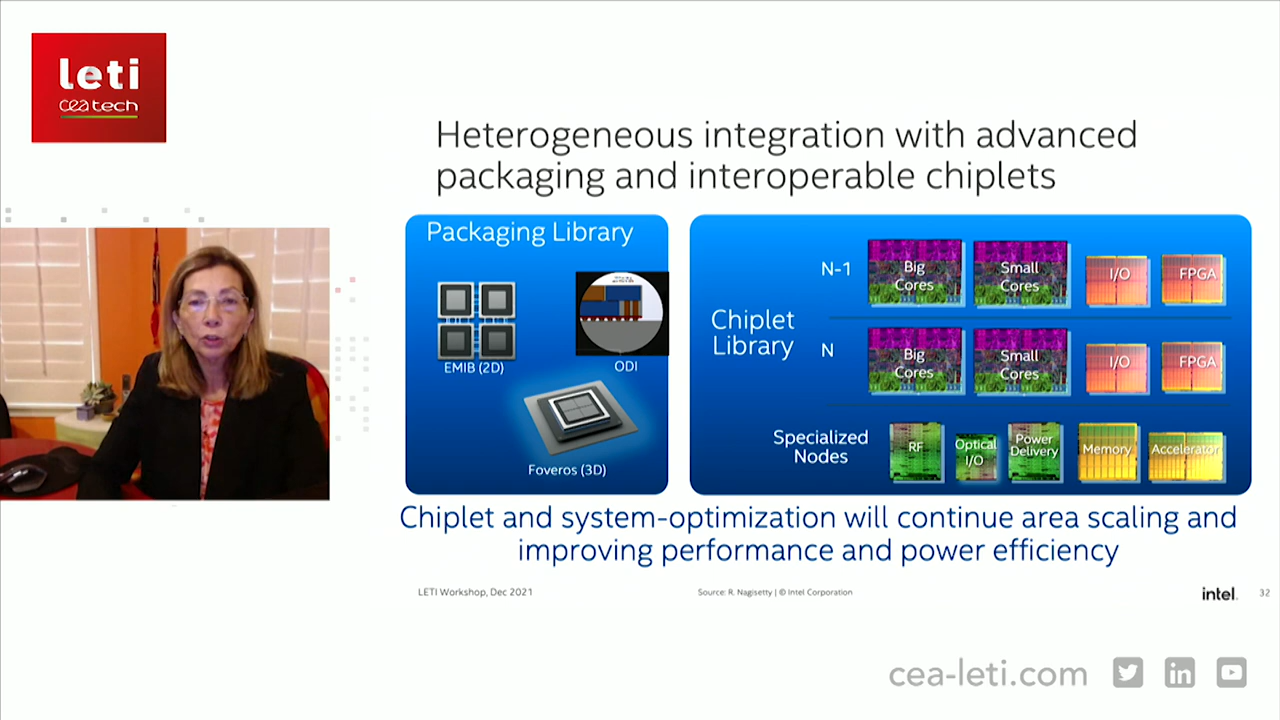 leti
cea tech
Heterogeneous integration with advanced
packaging and interoperable chiplets
Packaging Library
EMIB (2D)
ODI
Foveros (3D)
Chiplet
Library
N-1
Big
Cores
Small
Cores
I/O
FPGA
N
Big
Cores
Small
Cores
I/O
FPGA
Specialized
Nodes
RF
Optical
I/O
Power
Delivery
Memory
Accelerator
Chiplet and system-optimization will continue area scaling and
improving performance and power efficiency
LETI Workshop, Dec 2021
Source: R. Nagisetty | © Intel Corporation
intel.
32
cea-leti.com